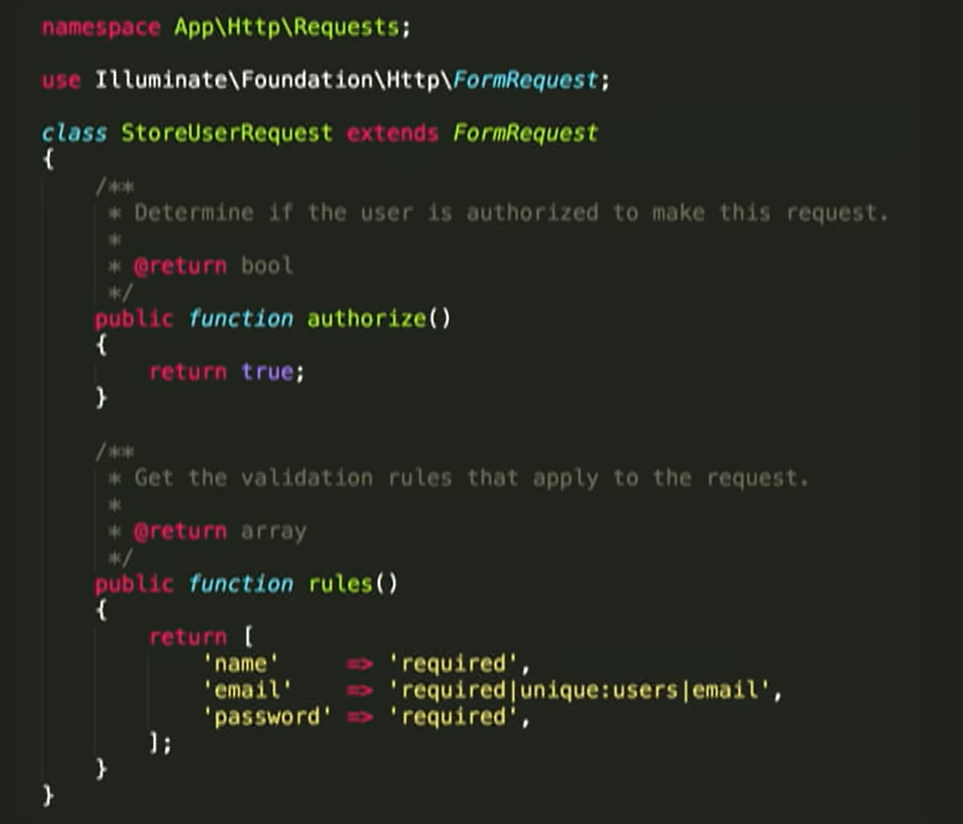 namespace App\Http\Requests;

use Illuminate\Foundation\Http\FormRequest;

class StoreUserRequest extends FormRequest
{
    /**
     * Determine if the user is authorized to make this request.
     *
     * @return bool
     */
    public function authorize()
    {
        return true;
    }

    /**
     * Get the validation rules that apply to the request.
     *
     * @return array
     */
    public function rules()
    {
        return [
            'name'     => 'required',
            'email'    => 'required|unique:users|email',
            'password' => 'required',
        ];
    }
}